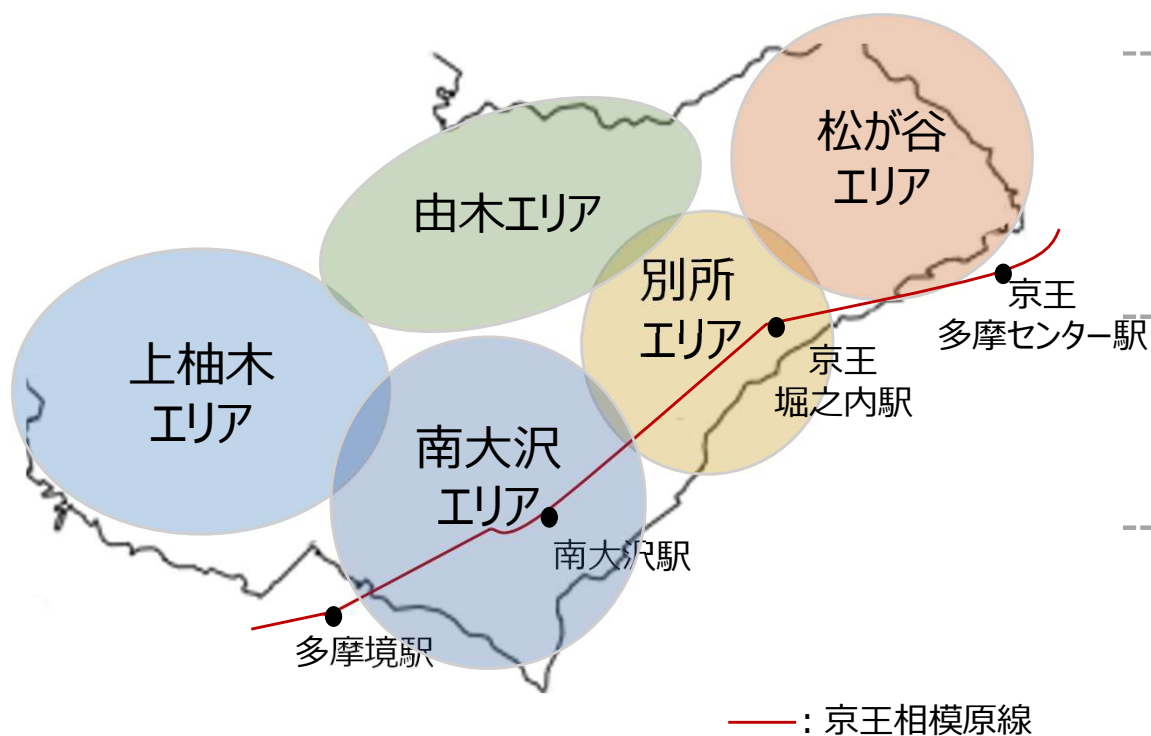 松が谷
エリア
由木エリア
別所
エリア
京王
多摩センター駅
上柚木
エリア
京王
堀之内駅
南大沢
エリア
南大沢駅
多摩境駅
: 京王相模原線